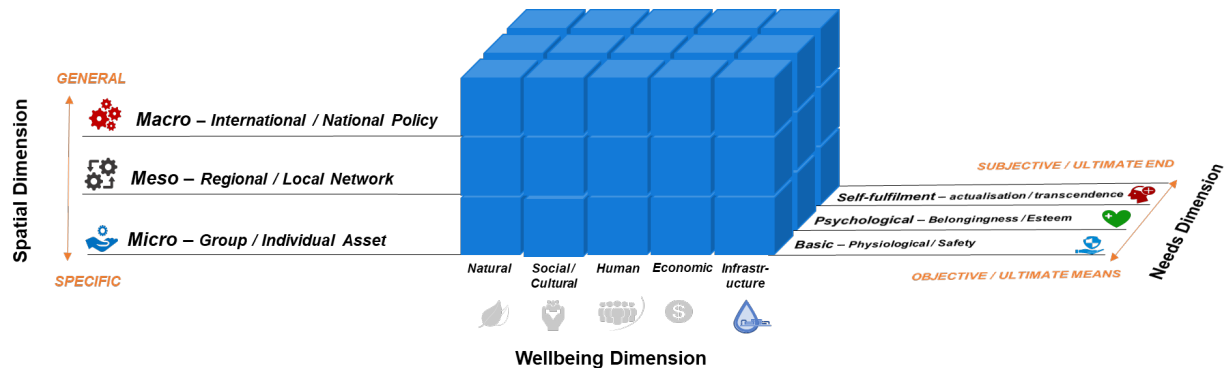 GENERAL
Spatial Dimension
Macro – International / National Policy
Meso – Regional / Local Network
Micro – Group / Individual Asset
SPECIFIC
SUBJECTIVE / ULTIMATE END
Self-fulfilment – actualisation / transcendence
Psychological – Belongingness / Esteem
Basic – Physiological / Safety
OBJECTIVE / ULTIMATE MEANS
Needs Dimension
Natural
Social /
Cultural
Human
Economic
Infrastr-
ucture
$
Wellbeing Dimension